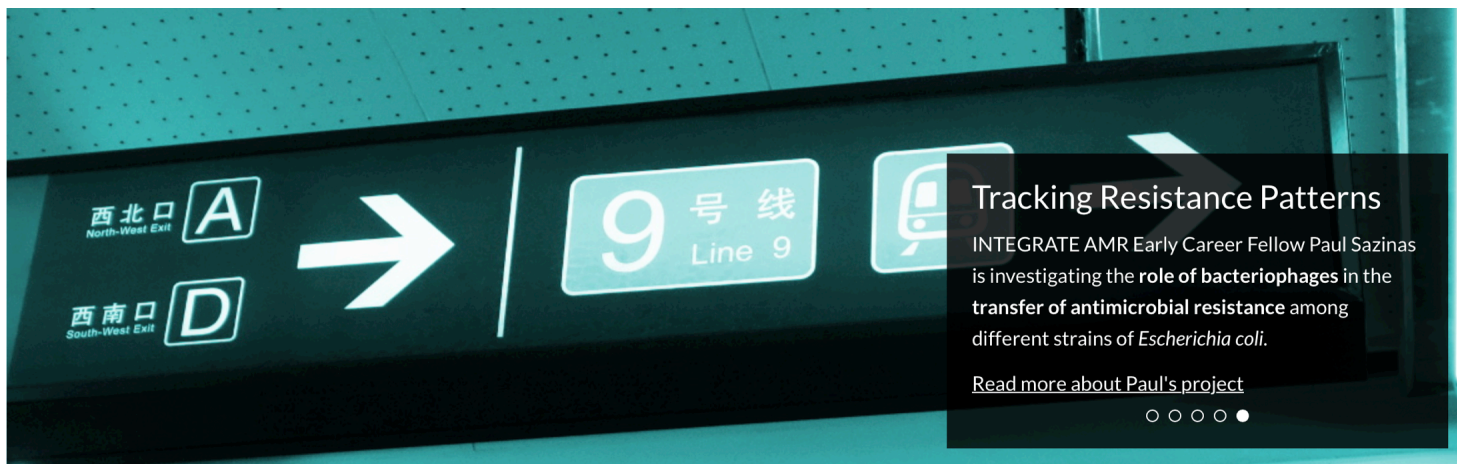 西北口
North-West Exit
A
西南口
South-West Exit
D
9
号线
Line 9
Tracking Resistance Patterns
INTEGRATE AMR Early Career Fellow Paul Sazinas
is investigating the role of bacteriophages in the
transfer of antimicrobial resistance among
different strains of Escherichia coli.
Read more about Paul's project